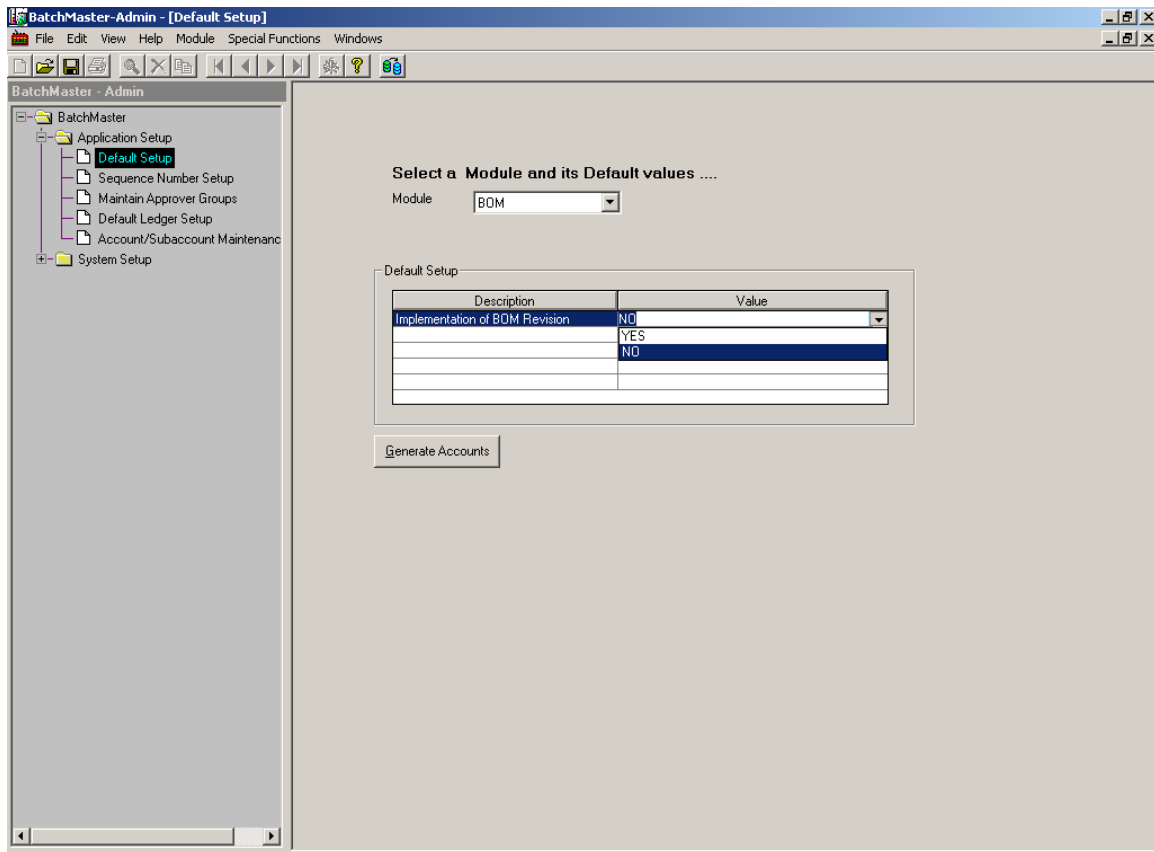 BatchMaster-Admin - [Default Setup]
File Edit View Help Module Special Functions Windows
BatchMaster - Admin
BatchMaster
Application Setup
Default Setup
Sequence Number Setup
Maintain Approver Groups
Default Ledger Setup
Account/Subaccount Maintenanc
System Setup
Select a Module and its Default values ....
Module BOM
Default Setup
Description Value
Implementation of BOM Revision NO
YES
NO
Generate Accounts